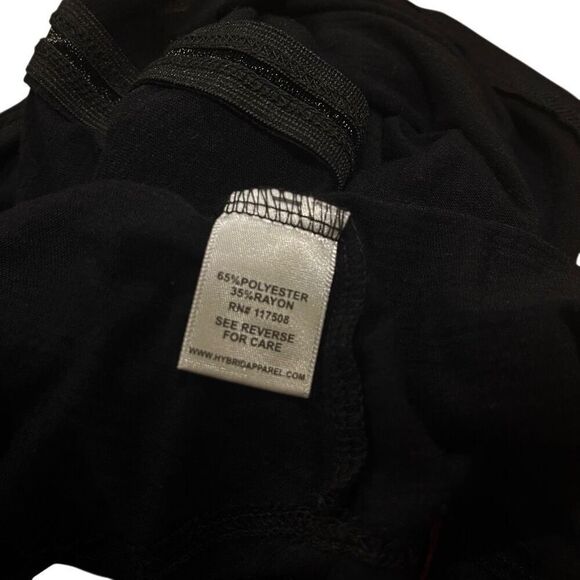 65%POLYESTER
35%RAYON
RN# 117508
SEE REVERSE
FOR CARE
WWW.HYBRIDAPPAREL.COM